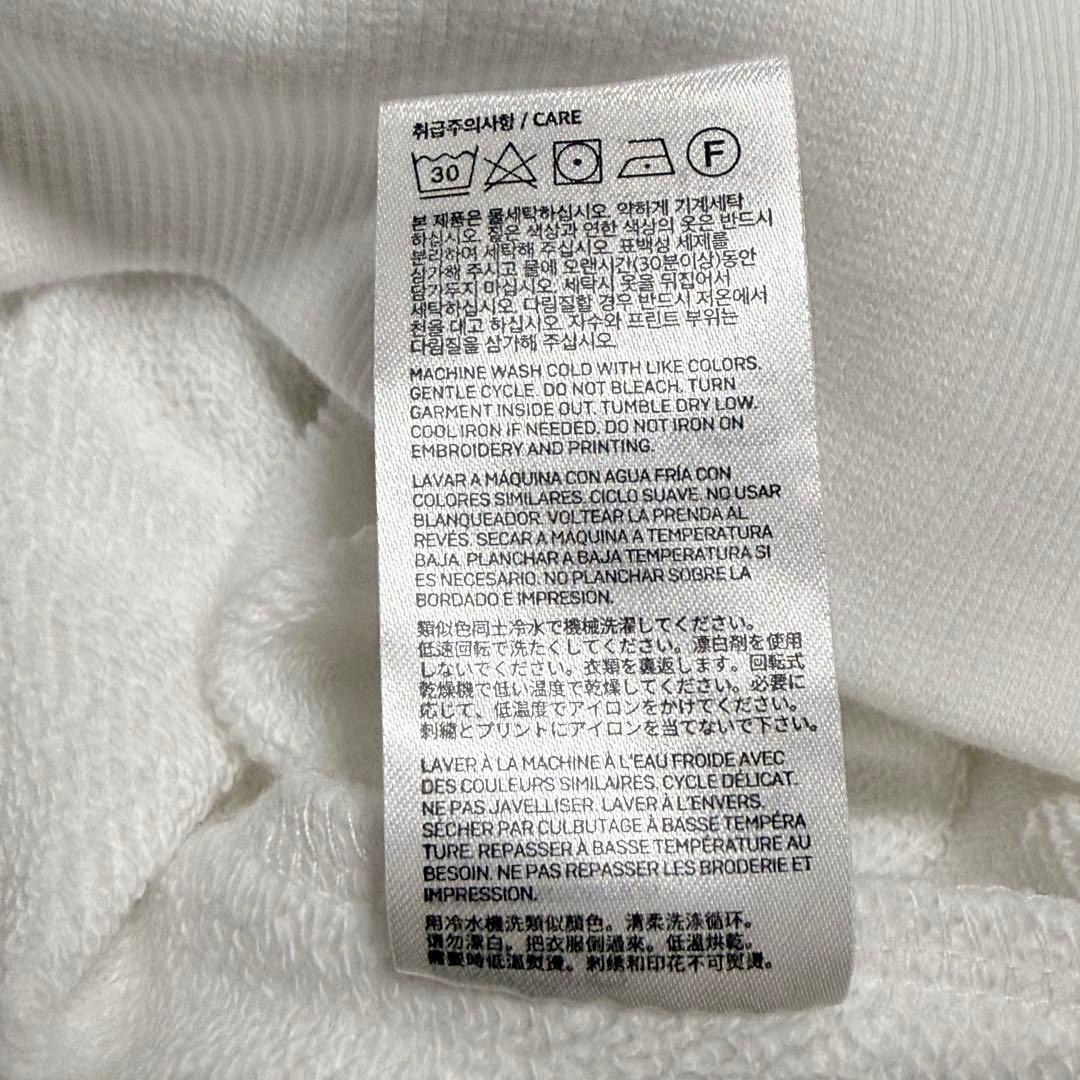 취급주의사항 / CARE
30 F
본 제품은 물세탁하십시오. 약하게 기계세탁
하십시오. 짙은 색상과 연한 색상의 옷은 반드시
분리하여 세탁해 주십시오. 표백성 세제를
삼가해 주시고 물에 오랜시간(30분이상)동안
담가두지 마십시오. 세탁시 옷을 뒤집어서
세탁하십시오. 다림질할 경우 반드시 저온에서
천을 대고 하십시오. 자수와 프린트 부위는
다림질을 삼가해 주십시오.
MACHINE WASH COLD WITH LIKE COLORS.
GENTLE CYCLE. DO NOT BLEACH. TURN
GARMENT INSIDE OUT. TUMBLE DRY LOW.
COOL IRON IF NEEDED. DO NOT IRON ON
EMBROIDERY AND PRINTING.
LAVAR A MÁQUINA CON AGUA FRÍA CON
COLORES SIMILARES. CICLO SUAVE. NO USAR
BLANQUEADOR. VOLTEAR LA PRENDA AL
REVÉS. SECAR A MÁQUINA A TEMPERATURA
BAJA. PLANCHAR A BAJA TEMPERATURA SI
ES NECESARIO. NO PLANCHAR SOBRE LA
BORDADO E IMPRESIÓN.
類似色同士冷水で機械洗濯してください。
低速回転で洗たくしてください。漂白剤を使用
しないでください。衣類を裏返します。回転式
乾燥機で低い温度で乾燥してください。必要に
応じて、低温度でアイロンをかけてください。
刺繍とプリントにアイロンを当てないで下さい。
LAVER À LA MACHINE À L'EAU FROIDE AVEC
DES COULEURS SIMILAIRES. CYCLE DÉLICAT.
NE PAS JAVELLISER. LAVER À L'ENVERS.
SÉCHER PAR CULBUTAGE À BASSE TEMPÉRA
TURE. REPASSER À BASSE TEMPÉRATURE AU
BESOIN. NE PAS REPASSER LES BRODERIE ET
IMPRESSION.
用冷水機洗類似顏色。清柔洗涤循环。
请勿漂白。把衣服倒過來。低温烘乾。
需要時低温熨燙。刺绣和印花不可熨燙。